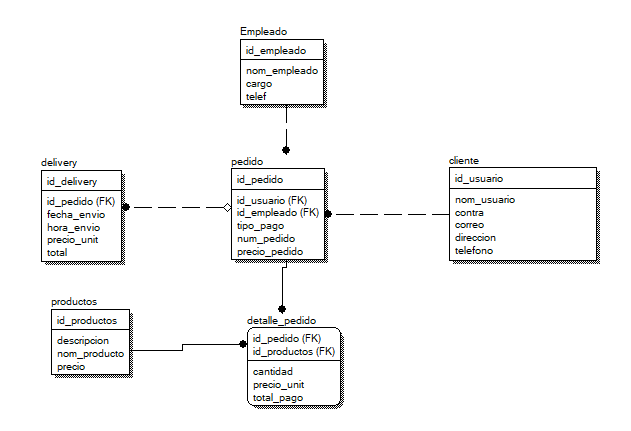 Empleado
id_empleado
nom_empleado
cargo
telef
delivery
id_delivery
id_pedido (FK)
fecha_envio
hora_envio
precio_unit
total
pedido
id_pedido
id_usuario (FK)
id_empleado (FK)
tipo_pago
num_pedido
precio_pedido
cliente
id_usuario
nom_usuario
contra
correo
direccion
telefono
productos
id_productos
descripcion
nom_producto
precio
detalle_pedido
id_pedido (FK)
id_productos (FK)
cantidad
precio_unit
total_pago